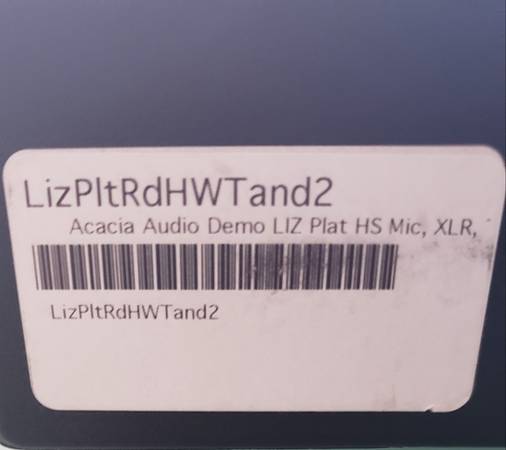 LizPltRdHWTand2
Acacia Audio Demo LIZ Plat HS Mic, XLR,
LizPltRdHWTand2